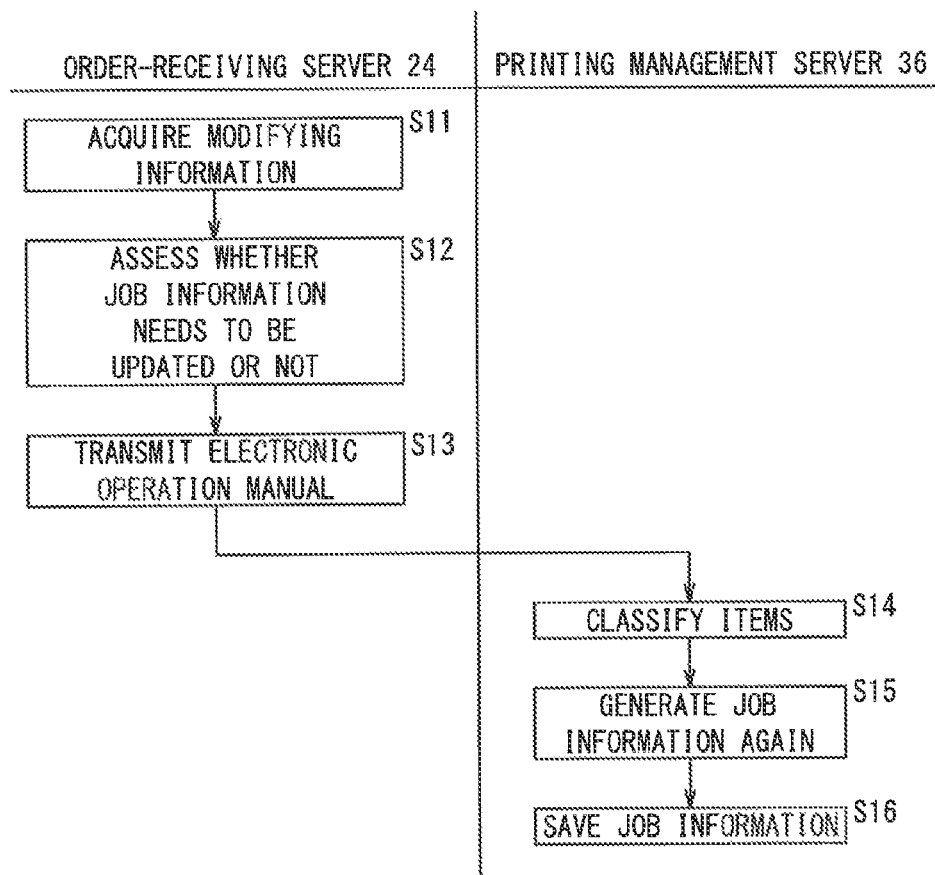 ORDER-RECEIVING SERVER 24
PRINTING MANAGEMENT SERVER 36
S11
ACQUIRE MODIFYING
INFORMATION
S12
ASSESS WHETHER
JOB INFORMATION
NEEDS TO BE
UPDATED OR NOT
S13
TRANSMIT ELECTRONIC
OPERATION MANUAL
S14
CLASSIFY ITEMS
S15
GENERATE JOB
INFORMATION AGAIN
S16
SAVE JOB INFORMATION